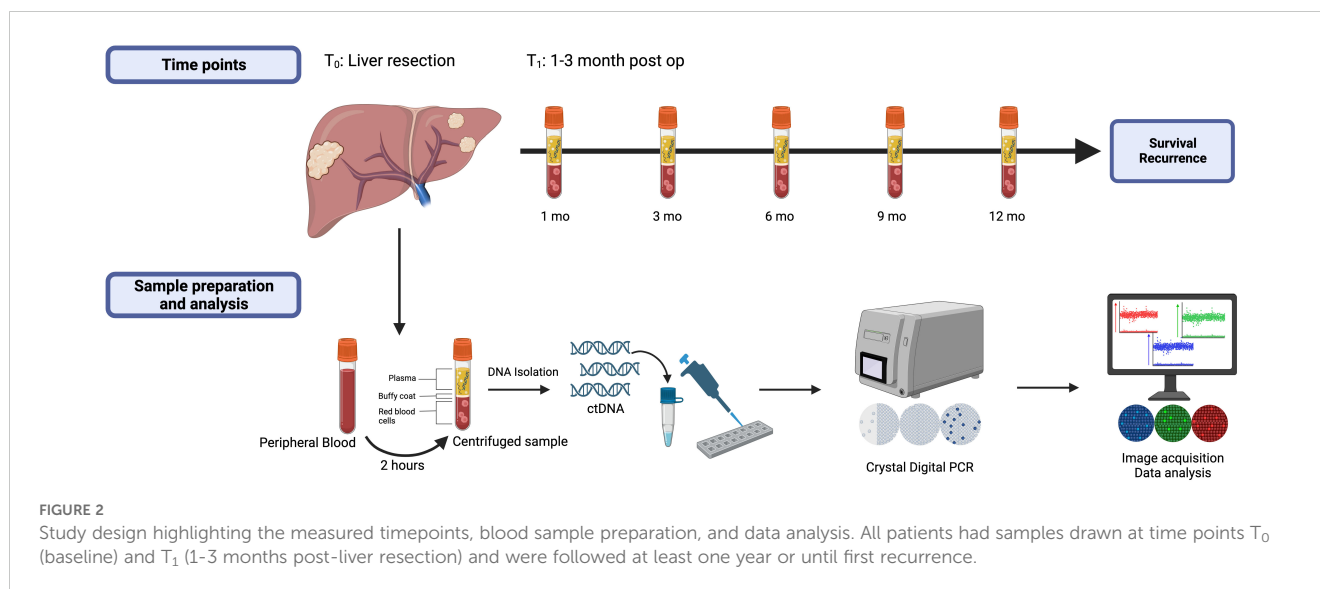 Time points
T₀: Liver resection
T₁: 1-3 month post op
1 mo
3 mo
6 mo
9 mo
12 mo
Survival
Recurrence
Sample preparation
and analysis
Peripheral Blood
2 hours
Plasma
Buffy coat
Red blood
cells
Centrifuged sample
DNA Isolation
ctDNA
Crystal Digital PCR
Image acquisition
Data analysis
FIGURE 2
Study design highlighting the measured timepoints, blood sample preparation, and data analysis. All patients had samples drawn at time points T₀
(baseline) and T₁ (1-3 months post-liver resection) and were followed at least one year or until first recurrence.